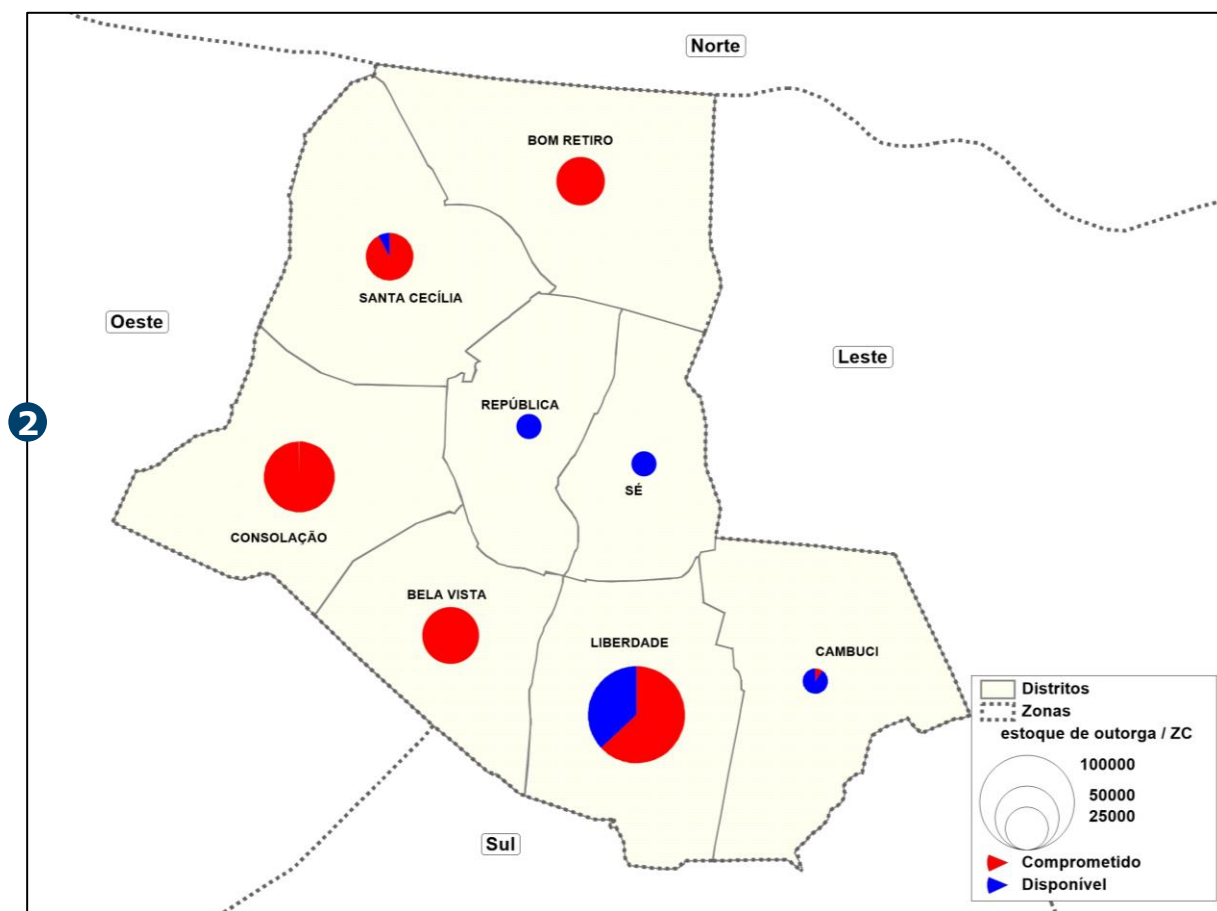 Norte
BOM RETIRO
SANTA CECÍLIA
Oeste
Leste
REPÚBLICA
2
SÉ
CONSOLAÇÃO
BELA VISTA
LIBERDADE
CAMBUCI
Sul
Distritos
Zonas
estoque de outorga / ZC
100000
50000
25000
Comprometido
Disponível